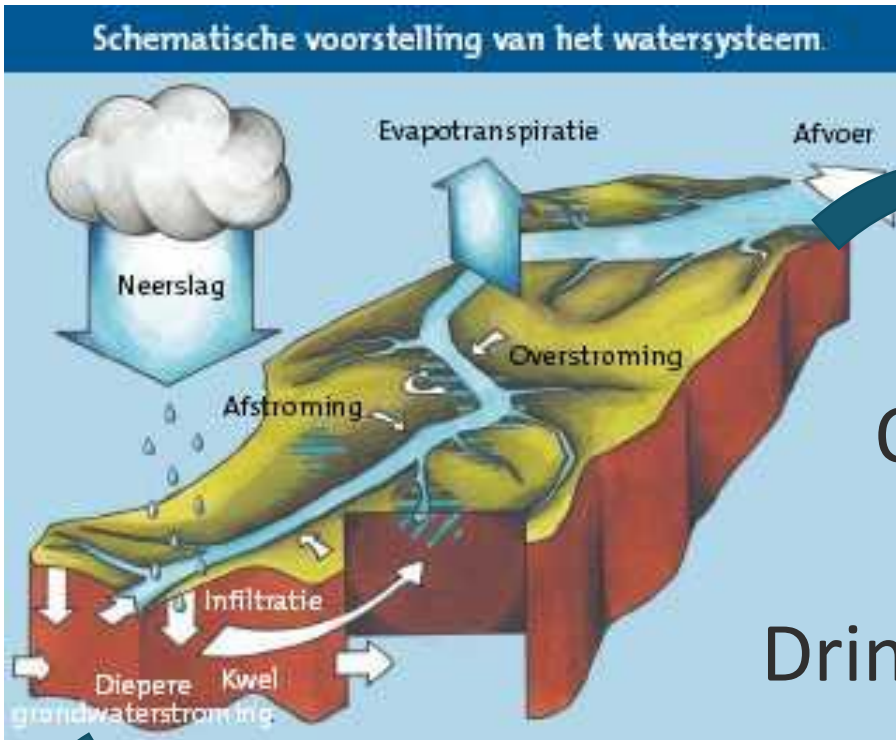 Schematische voorstelling van het watersysteem
Evapotranspiratie
Afvoer
Neerslag
Overstroming
Afstroming
Infiltratie
Diepere
grondwaterstroming
Kwel
Drin